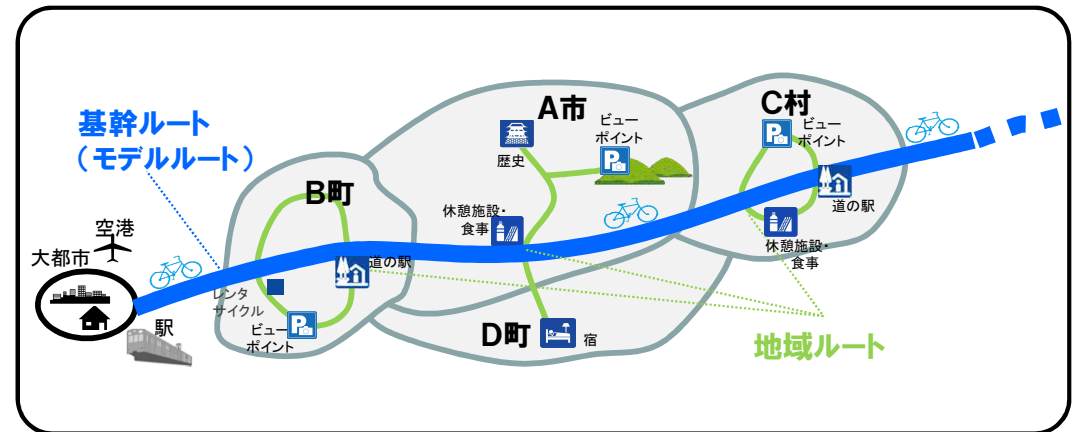 基幹ルート
(モデルルート)
大都市
空港
駅
B町
道の駅
レンタ
サイクル
ビュー
ポイント
A市
歴史
ビュー
ポイント
休憩施設・
食事
D町
宿
C村
ビュー
ポイント
道の駅
休憩施設・
食事
地域ルート
P
P
P